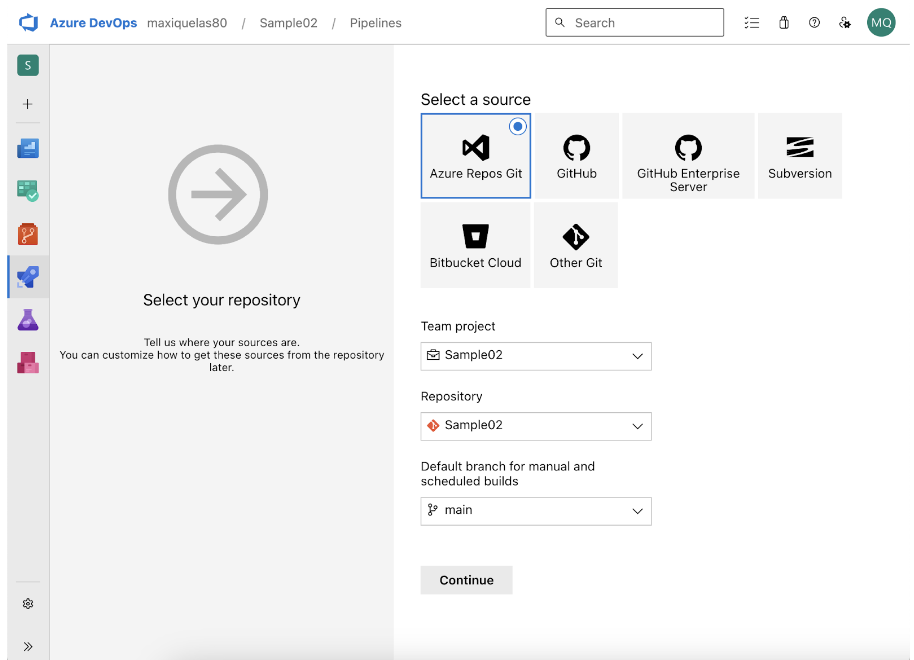 Azure DevOps maxiquelas80 / Sample02 / Pipelines
Search
MQ
S
Select your repository
Tell us where your sources are.
You can customize how to get these sources from the repository
later.
Select a source
Azure Repos Git
GitHub
GitHub Enterprise
Server
Subversion
Bitbucket Cloud
Other Git
Team project
Sample02
Repository
Sample02
Default branch for manual and
scheduled builds
main
Continue